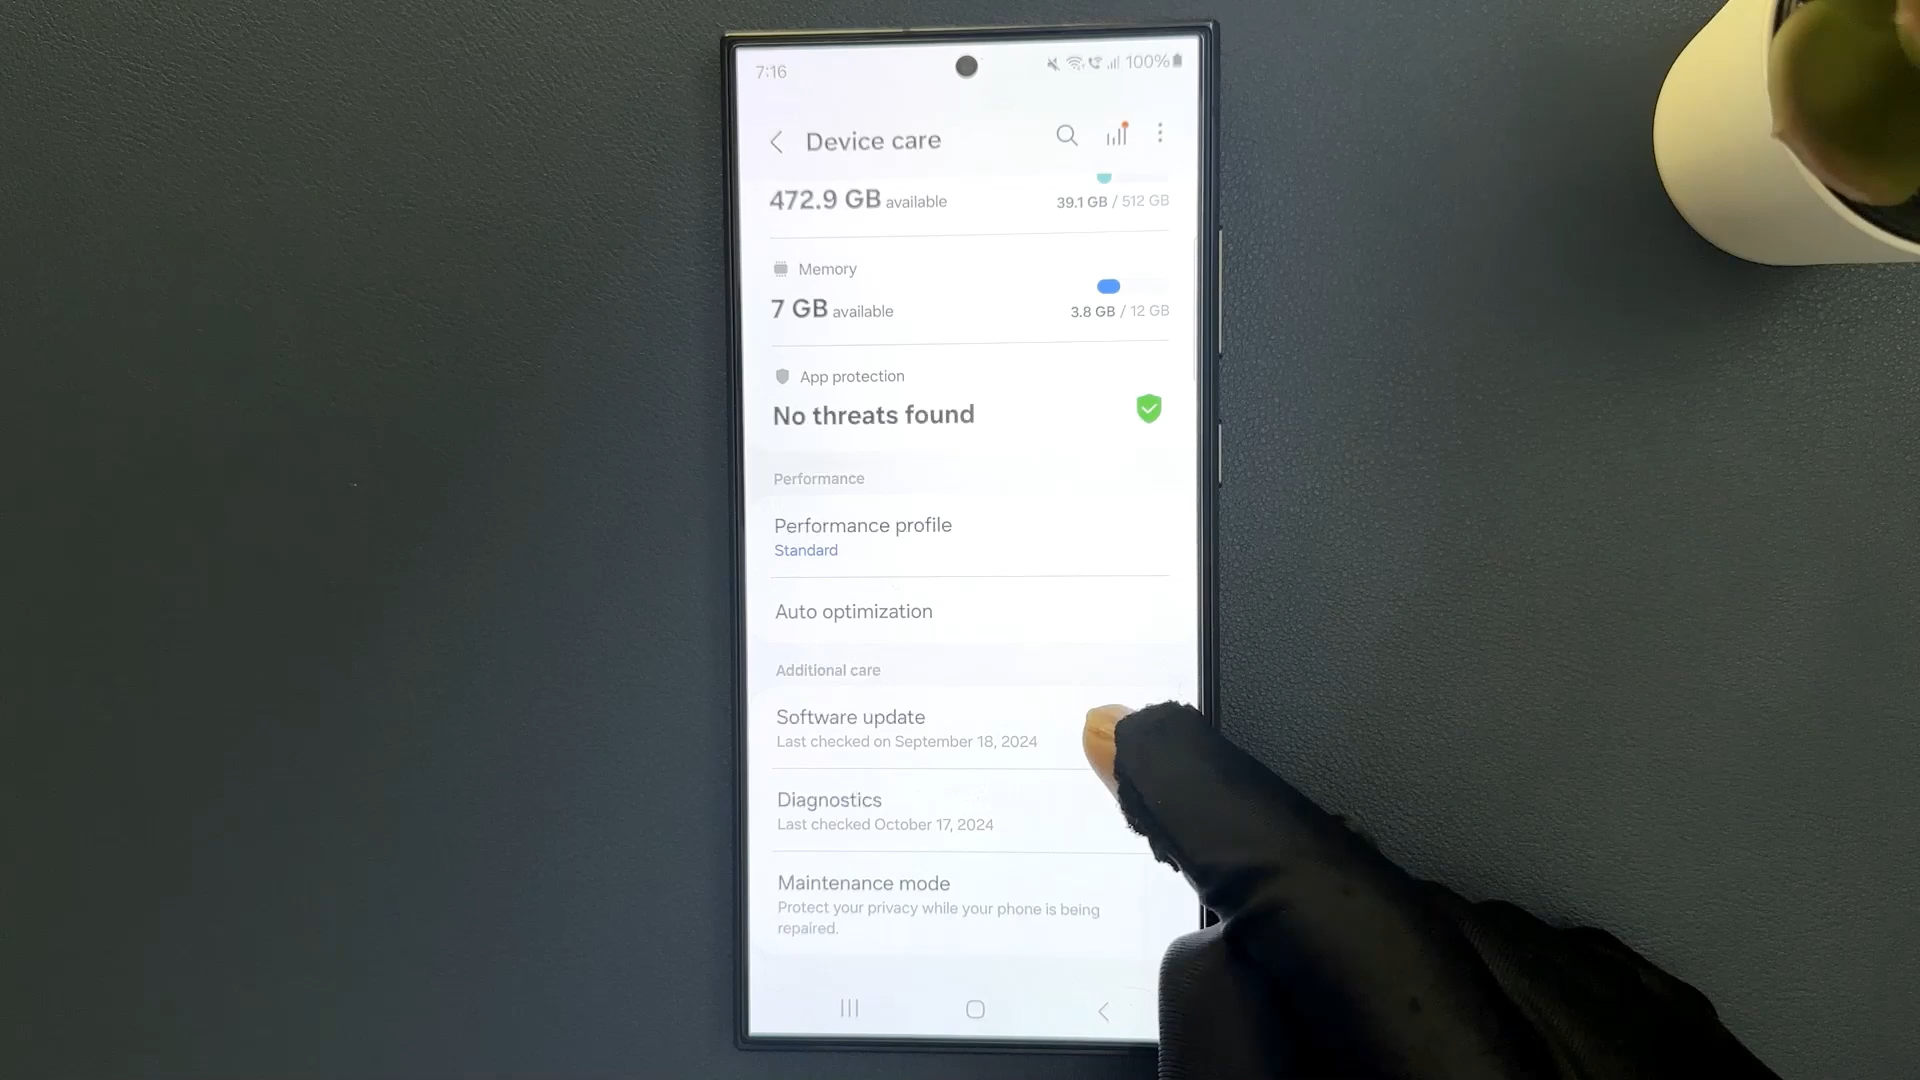 7:16
100%
Device care
472.9 GB available
39.1 GB / 512 GB
Memory
7 GB available
3.8 GB / 12 GB
App protection
No threats found
Performance
Performance profile
Standard
Auto optimization
Additional care
Software update
Last checked on September 18, 2024
Diagnostics
Last checked October 17, 2024
Maintenance mode
Protect your privacy while your phone is being
repaired.